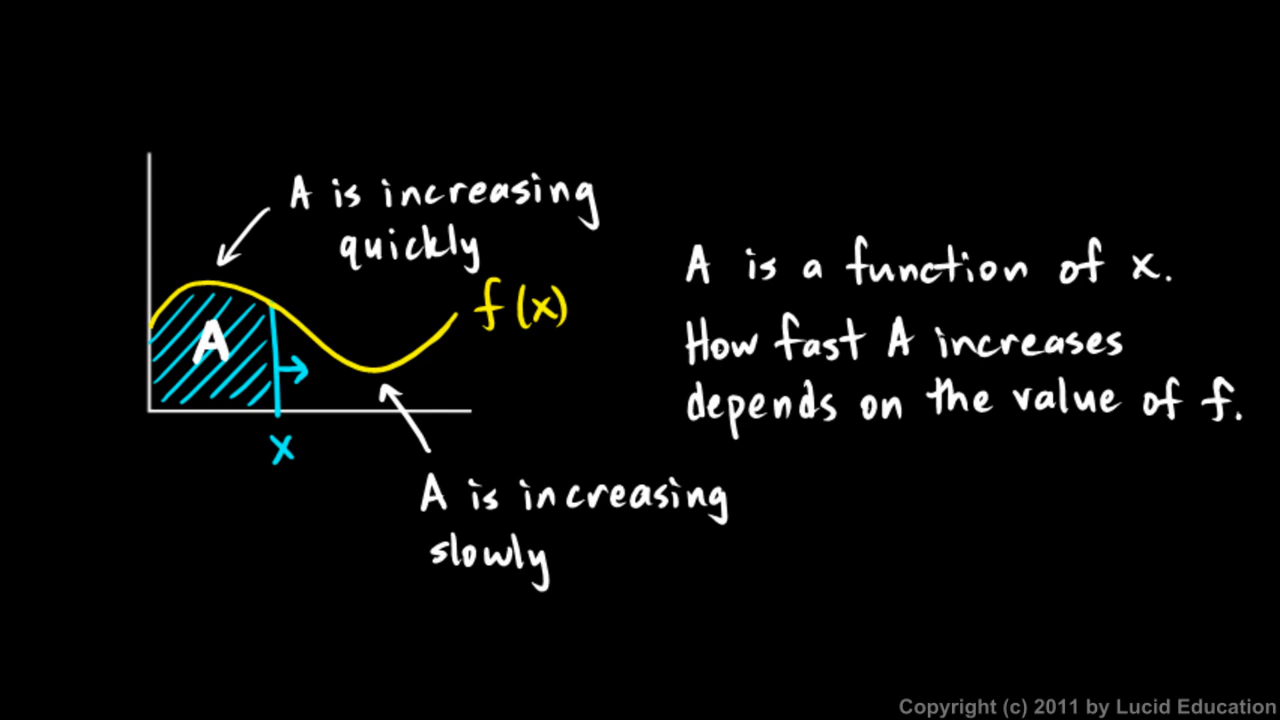 A is increasing
quickly
f(x)
A
x
A is increasing
slowly
A is a function of x.
How fast A increases
depends on the value of f.
Copyright (c) 2011 by Lucid Education